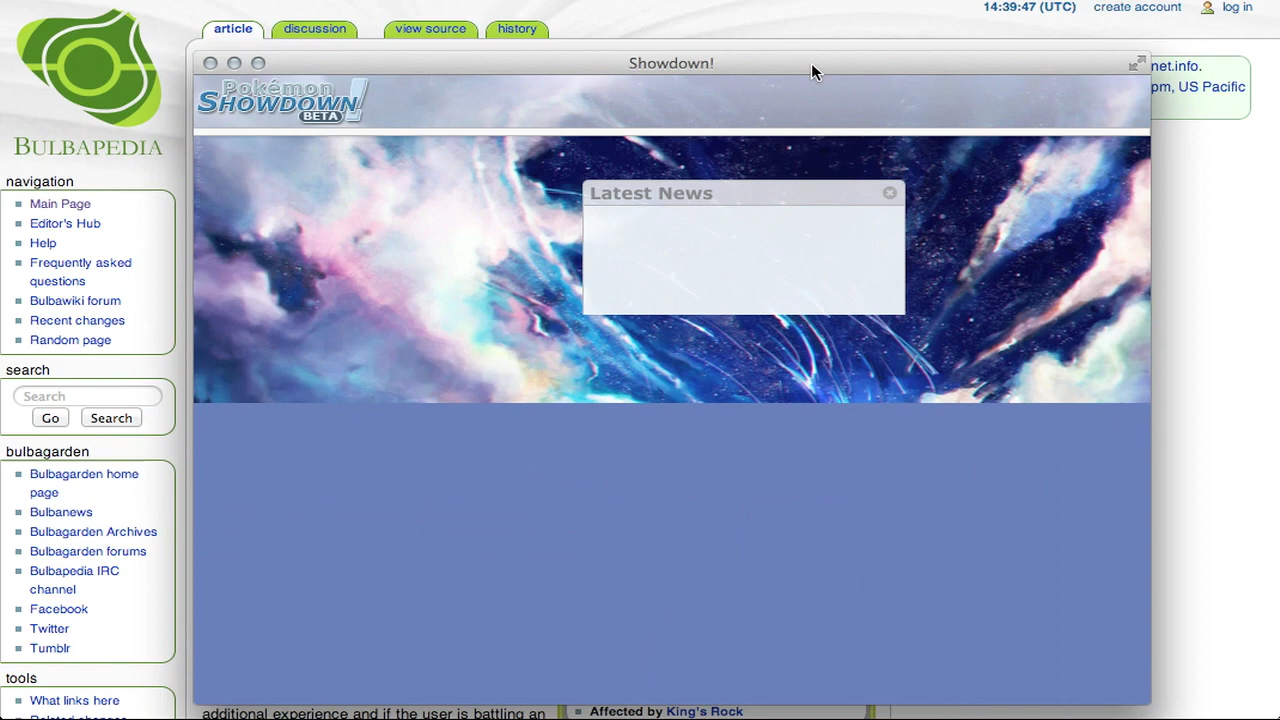 14:39:47 (UTC) create account log in
article discussion view source history
Showdown!
net.info.
pm, US Pacific
Pokémon
SHOWDOWN!
BETA
BULBAPEDIA
Latest News
navigation
Main Page
Editor's Hub
Help
Frequently asked
questions
Bulbawiki forum
Recent changes
Random page
search
Search
Go Search
bulbagarden
Bulbagarden home
page
Bulbanews
Bulbagarden Archives
Bulbagarden forums
Bulbapedia IRC
channel
Facebook
Twitter
Tumblr
tools
What links here
Related changes
additional experience and if the user is battling an
Affected by King's Rock